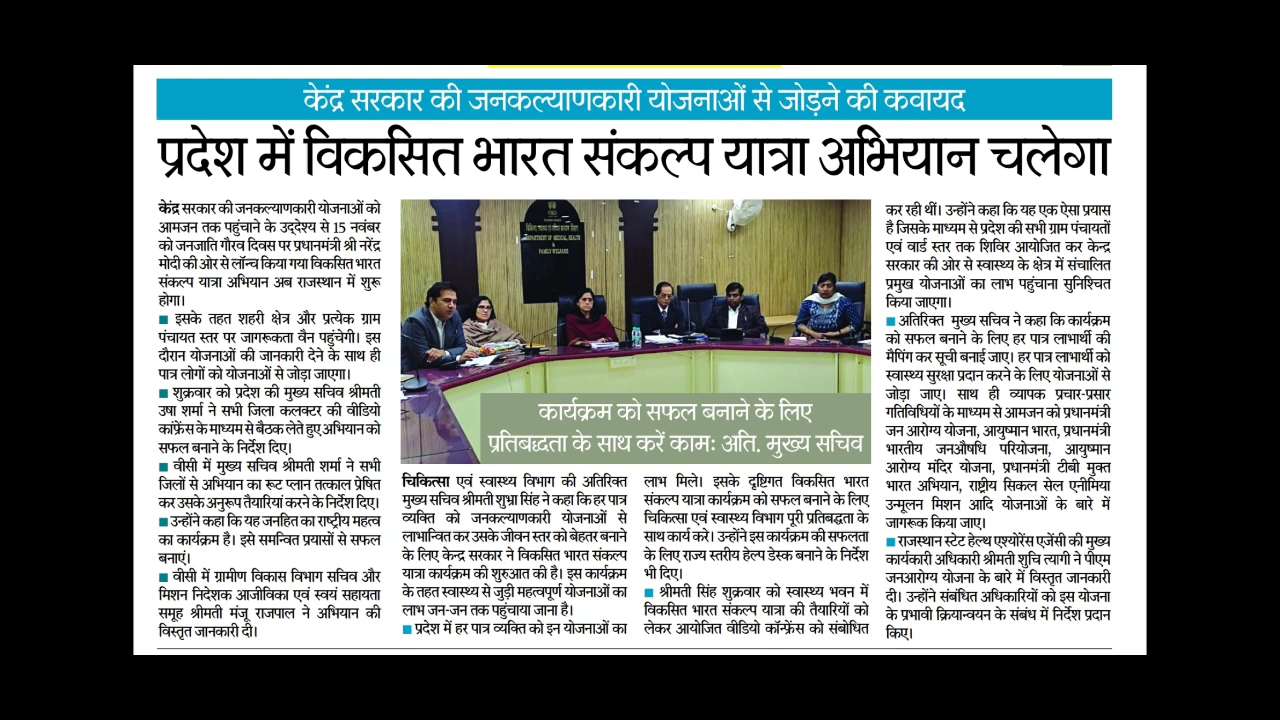 केंद्र सरकार की जनकल्याणकारी योजनाओं से जोड़ने की कवायद
प्रदेश में विकसित भारत संकल्प यात्रा अभियान चलेगा
केंद्र सरकार की जनकल्याणकारी योजनाओं को
आमजन तक पहुंचाने के उद्देश्य से 15 नवंबर
को जनजाति गौरव दिवस पर प्रधानमंत्री श्री नरेंद्र
मोदी की ओर से लॉन्च किया गया विकसित भारत
संकल्प यात्रा अभियान अब राजस्थान में शुरू
होगा।
■ इसके तहत शहरी क्षेत्र और प्रत्येक ग्राम
पंचायत स्तर पर जागरूकता वैन पहुंचेगी। इस
दौरान योजनाओं की जानकारी देने के साथ ही
पात्र लोगों को योजनाओं से जोड़ा जाएगा।
■ शुक्रवार को प्रदेश की मुख्य सचिव श्रीमती
उषा शर्मा ने सभी जिला कलक्टर की वीडियो
कांफ्रेंस के माध्यम से बैठक लेते हुए अभियान को
सफल बनाने के निर्देश दिए।
■ वीसी में मुख्य सचिव श्रीमती शर्मा ने सभी
जिलों से अभियान का रूट प्लान तत्काल प्रेषित
कर उसके अनुरूप तैयारियां करने के निर्देश दिए।
■ उन्होंने कहा कि यह जनहित का राष्ट्रीय महत्व
का कार्यक्रम है। इसे समन्वित प्रयासों से सफल
बनाएं।
■ वीसी में ग्रामीण विकास विभाग सचिव और
मिशन निदेशक आजीविका एवं स्वयं सहायता
समूह श्रीमती मंजू राजपाल ने अभियान की
विस्तृत जानकारी दी।
DEPARTMENT OF MEDICAL, HEALTH
&
FAMILY WELFARE
कार्यक्रम को सफल बनाने के लिए
प्रतिबद्धता के साथ करें कामः अति. मुख्य सचिव
चिकित्सा एवं स्वास्थ्य विभाग की अतिरिक्त
मुख्य सचिव श्रीमती शुभ्रा सिंह ने कहा कि हर पात्र
व्यक्ति को जनकल्याणकारी योजनाओं से
लाभान्वित कर उसके जीवन स्तर को बेहतर बनाने
के लिए केन्द्र सरकार ने विकसित भारत संकल्प
यात्रा कार्यक्रम की शुरुआत की है। इस कार्यक्रम
के तहत स्वास्थ्य से जुड़ी महत्वपूर्ण योजनाओं का
लाभ जन-जन तक पहुंचाया जाना है।
■ प्रदेश में हर पात्र व्यक्ति को इन योजनाओं का
लाभ मिले। इसके दृष्टिगत विकसित भारत
संकल्प यात्रा कार्यक्रम को सफल बनाने के लिए
चिकित्सा एवं स्वास्थ्य विभाग पूरी प्रतिबद्धता के
साथ कार्य करे। उन्होंने इस कार्यक्रम की सफलता
के लिए राज्य स्तरीय हेल्प डेस्क बनाने के निर्देश
भी दिए।
■ श्रीमती सिंह शुक्रवार को स्वास्थ्य भवन में
विकसित भारत संकल्प यात्रा की तैयारियों को
लेकर आयोजित वीडियो कॉन्फ्रेंस को संबोधित
कर रही थीं। उन्होंने कहा कि यह एक ऐसा प्रयास
है जिसके माध्यम से प्रदेश की सभी ग्राम पंचायतों
एवं वार्ड स्तर तक शिविर आयोजित कर केन्द्र
सरकार की ओर से स्वास्थ्य के क्षेत्र में संचालित
प्रमुख योजनाओं का लाभ पहुंचाना सुनिश्चित
किया जाएगा।
■ अतिरिक्त मुख्य सचिव ने कहा कि कार्यक्रम
को सफल बनाने के लिए हर पात्र लाभार्थी की
मैपिंग कर सूची बनाई जाए। हर पात्र लाभार्थी को
स्वास्थ्य सुरक्षा प्रदान करने के लिए योजनाओं से
जोड़ा जाए। साथ ही व्यापक प्रचार-प्रसार
गतिविधियों के माध्यम से आमजन को प्रधानमंत्री
जन आरोग्य योजना, आयुष्मान भारत, प्रधानमंत्री
भारतीय जनऔषधि परियोजना, आयुष्मान
आरोग्य मंदिर योजना, प्रधानमंत्री टीबी मुक्त
भारत अभियान, राष्ट्रीय सिकल सेल एनीमिया
उन्मूलन मिशन आदि योजनाओं के बारे में
जागरूक किया जाए।
■ राजस्थान स्टेट हेल्थ एश्योरेंस एजेंसी की मुख्य
कार्यकारी अधिकारी श्रीमती शुचि त्यागी ने पीएम
जनआरोग्य योजना के बारे में विस्तृत जानकारी
दी। उन्होंने संबंधित अधिकारियों को इस योजना
के प्रभावी क्रियान्वयन के संबंध में निर्देश प्रदान
किए।